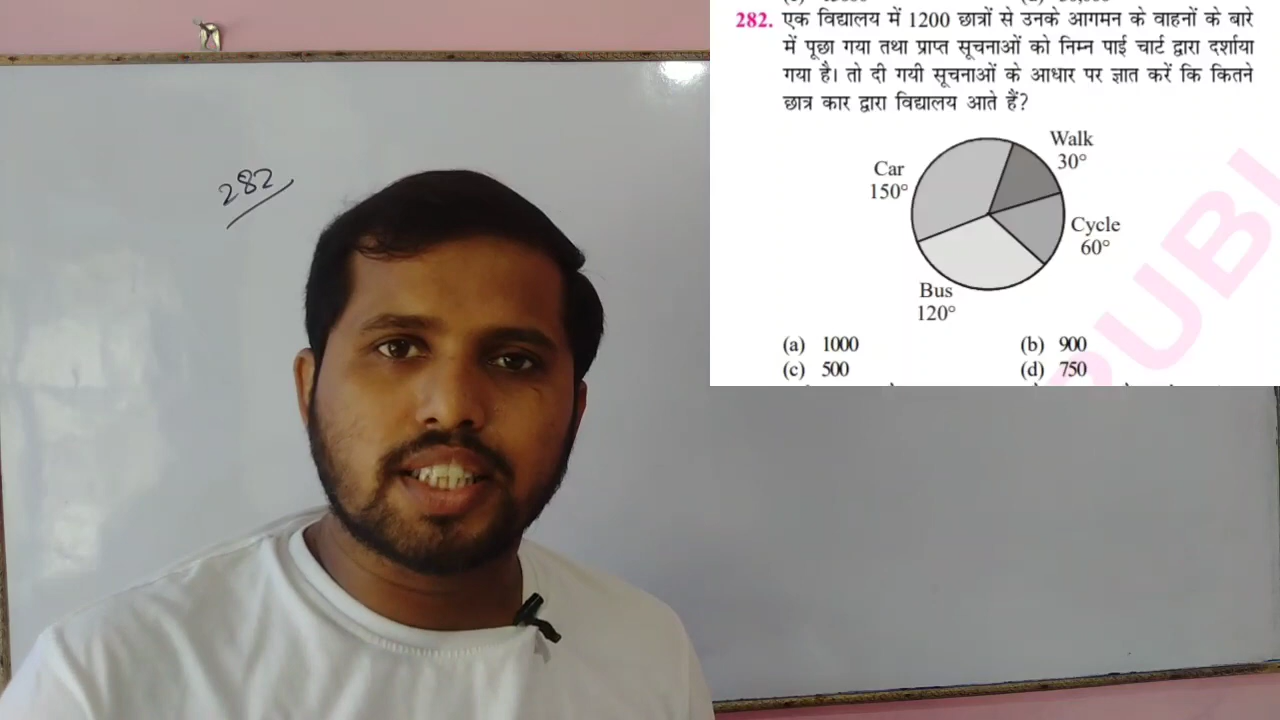 282.
282. एक विद्यालय में 1200 छात्रों से उनके आगमन के वाहनों के बारे
में पूछा गया तथा प्राप्त सूचनाओं को निम्न पाई चार्ट द्वारा दर्शाया
गया है। तो दी गयी सूचनाओं के आधार पर ज्ञात करें कि कितने
छात्र कार द्वारा विद्यालय आते हैं?
Walk
30°
Car
150°
Cycle
60°
Bus
120°
(a) 1000 (b) 900
(c) 500 (d) 750
PUBL